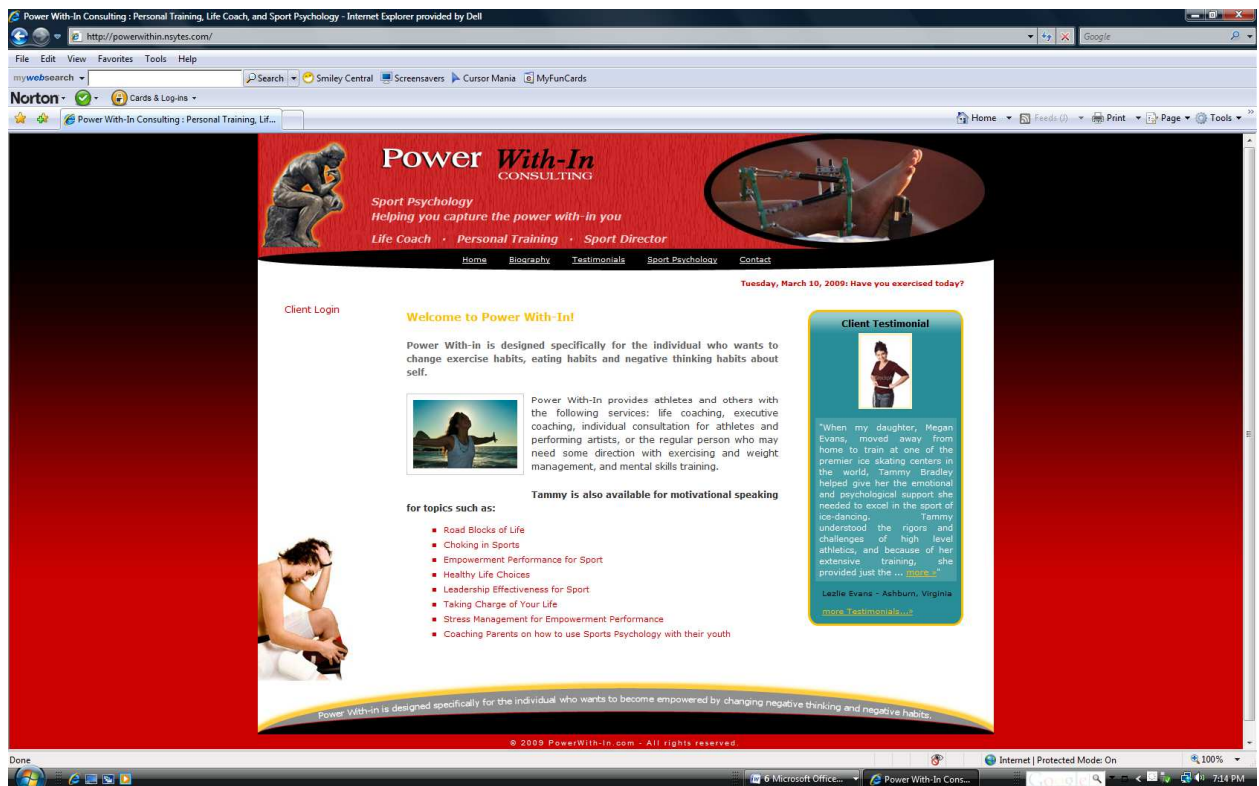 Power With-In Consulting : Personal Training, Life Coach, and Sport Psychology - Internet Explorer provided by Dell
http://powerwithin.nsytes.com/
Google
File Edit View Favorites Tools Help
mywebsearch
Search Smiley Central Screensavers Cursor Mania MyFunCards
Norton Cards & Log-ins
Power With-In Consulting : Personal Training, Lif...
Home Feeds (J) Print Page Tools
Power With-In
CONSULTING
Sport Psychology
Helping you capture the power with-in you
Life Coach · Personal Training · Sport Director
Home Biography Testimonials Sport Psychology Contact
Tuesday, March 10, 2009: Have you exercised today?
Client Login
Welcome to Power With-In!
Power With-in is designed specifically for the individual who wants to
change exercise habits, eating habits and negative thinking habits about
self.
Power With-In provides athletes and others with
the following services: life coaching, executive
coaching, individual consultation for athletes and
performing artists, or the regular person who may
need some direction with exercising and weight
management, and mental skills training.
Tammy is also available for motivational speaking
for topics such as:
Road Blocks of Life
Choking in Sports
Empowerment Performance for Sport
Healthy Life Choices
Leadership Effectiveness for Sport
Taking Charge of Your Life
Stress Management for Empowerment Performance
Coaching Parents on how to use Sports Psychology with their youth
Client Testimonial
"When my daughter, Megan
Evans, moved away from
home to train at one of the
premier ice skating centers in
the world, Tammy Bradley
helped give her the emotional
and psychological support she
needed to excel in the sport of
ice-dancing. Tammy
understood the rigors and
challenges of high level
athletics, and because of her
extensive training, she
provided just the ... more »"
Lezlie Evans - Ashburn, Virginia
more Testimonials...»
Power With-in is designed specifically for the individual who wants to become empowered by changing negative thinking and negative habits.
© 2009 PowerWith-In.com - All rights reserved.
Done
Internet | Protected Mode: On
100%
6 Microsoft Office...
Power With-In Cons...
Google
7:14 PM